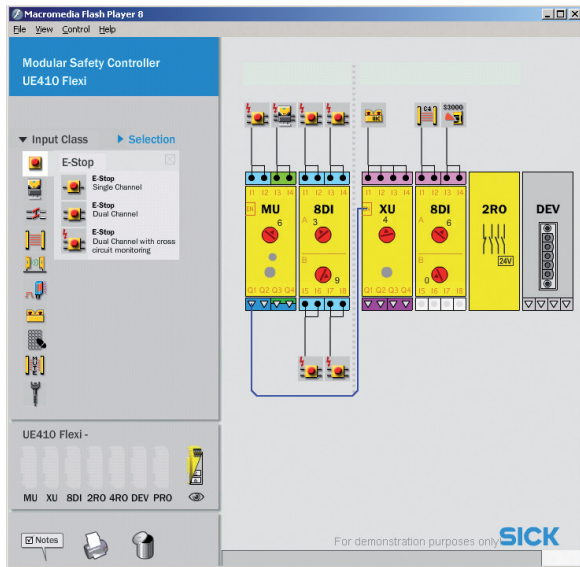 Macromedia Flash Player 8
File View Control Help
Modular Safety Controller
UE410 Flexi
Input Class
Selection
E-Stop
E-Stop
Single Channel
E-Stop
Dual Channel
E-Stop
Dual Channel with cross
circuit monitoring
MUTE
UE410 Flexi -
MU XU 8DI 2RO 4RO DEV PRO
Notes
C4 S3000
I1 I2 I3 I4 I1 I2 I3 I4 I1 I2 I3 I4 I1 I2 I3 I4
EN MU 8DI EN XU 8DI 2RO DEV
6 A 3 4 A 6
24V
B 9 B 0
Q1 Q2 Q3 Q4 I5 I6 I7 I8 Q1 Q2 Q3 Q4 I5 I6 I7 I8
For demonstration purposes only!
SICK